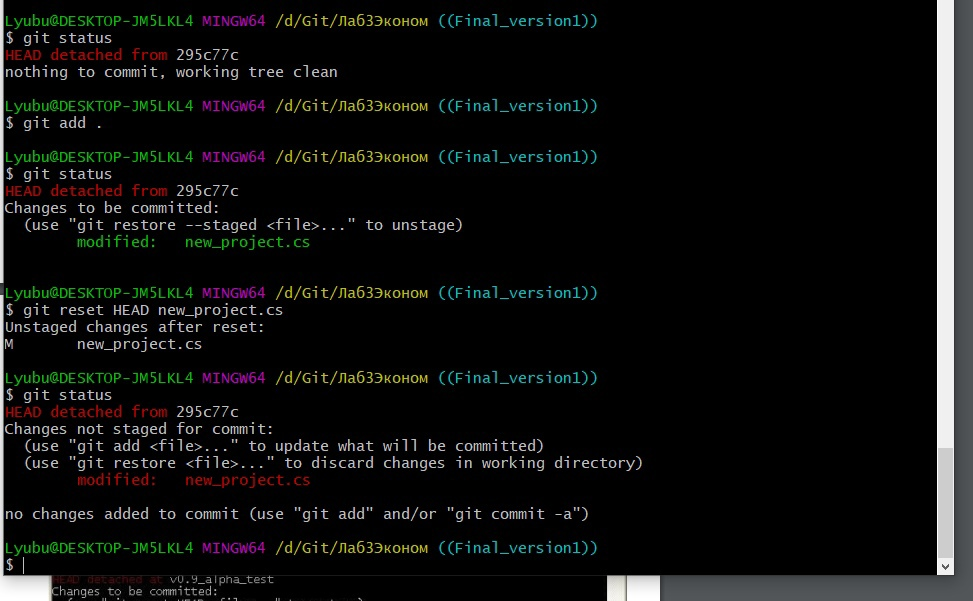 Lyubu@DESKTOP-JM5LKL4 MINGW64 /d/Git/Лаб3Эконом ((Final_version1))
$ git status
HEAD detached from 295c77c
nothing to commit, working tree clean
Lyubu@DESKTOP-JM5LKL4 MINGW64 /d/Git/Лаб3Эконом ((Final_version1))
$ git add .
Lyubu@DESKTOP-JM5LKL4 MINGW64 /d/Git/Лаб3Эконом ((Final_version1))
$ git status
HEAD detached from 295c77c
Changes to be committed:
  (use "git restore --staged <file>..." to unstage)
        modified:   new_project.cs
Lyubu@DESKTOP-JM5LKL4 MINGW64 /d/Git/Лаб3Эконом ((Final_version1))
$ git reset HEAD new_project.cs
Unstaged changes after reset:
M       new_project.cs
Lyubu@DESKTOP-JM5LKL4 MINGW64 /d/Git/Лаб3Эконом ((Final_version1))
$ git status
HEAD detached from 295c77c
Changes not staged for commit:
  (use "git add <file>..." to update what will be committed)
  (use "git restore <file>..." to discard changes in working directory)
        modified:   new_project.cs
no changes added to commit (use "git add" and/or "git commit -a")
Lyubu@DESKTOP-JM5LKL4 MINGW64 /d/Git/Лаб3Эконом ((Final_version1))
$
HEAD detached at v0.9_alpha_test
Changes to be committed: